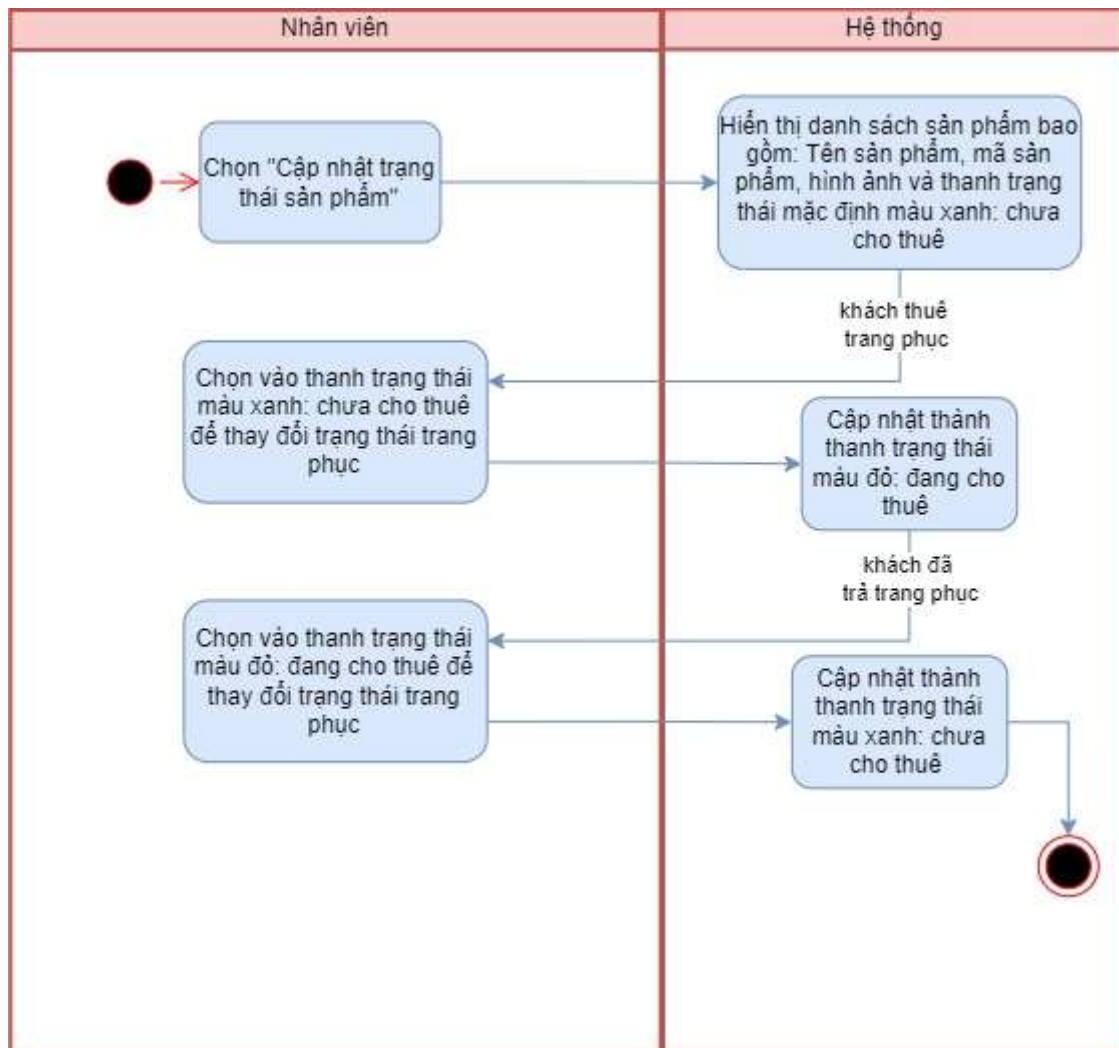 Nhân viên
Hệ thống
Chọn "Cập nhật trạng
thái sản phẩm"
Hiển thị danh sách sản phẩm bao
gồm: Tên sản phẩm, mã sản
phẩm, hình ảnh và thanh trạng
thái mặc định màu xanh: chưa
cho thuê
khách thuê
trang phục
Chọn vào thanh trạng thái
màu xanh: chưa cho thuê
để thay đổi trạng thái trang
phục
Cập nhật thành
thanh trạng thái
màu đỏ: đang cho
thuê
khách đã
trả trang phục
Chọn vào thanh trạng thái
màu đỏ: đang cho thuê để
thay đổi trạng thái trang
phục
Cập nhật thành
thanh trạng thái
màu xanh: chưa
cho thuê